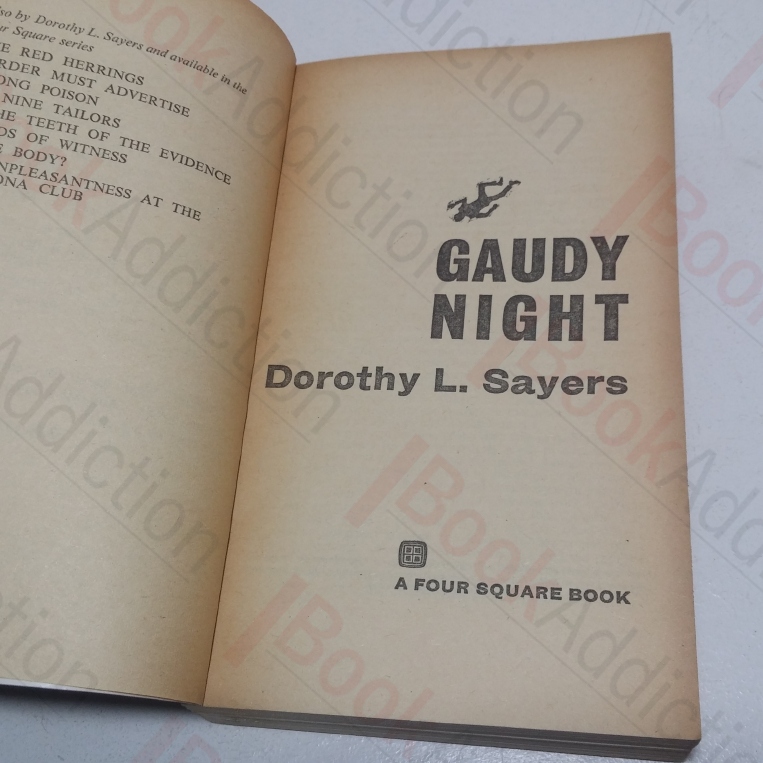 so by Dorothy L. Sayers and available in the
ur Square series
E RED HERRINGS
RDER MUST ADVERTISE
ONG POISON
NINE TAILORS
HE TEETH OF THE EVIDENCE
DS OF WITNESS
E BODY?
NPLEASANTNESS AT THE
ONA CLUB
GAUDY
NIGHT
Dorothy L. Sayers
A FOUR SQUARE BOOK
BookAddiction